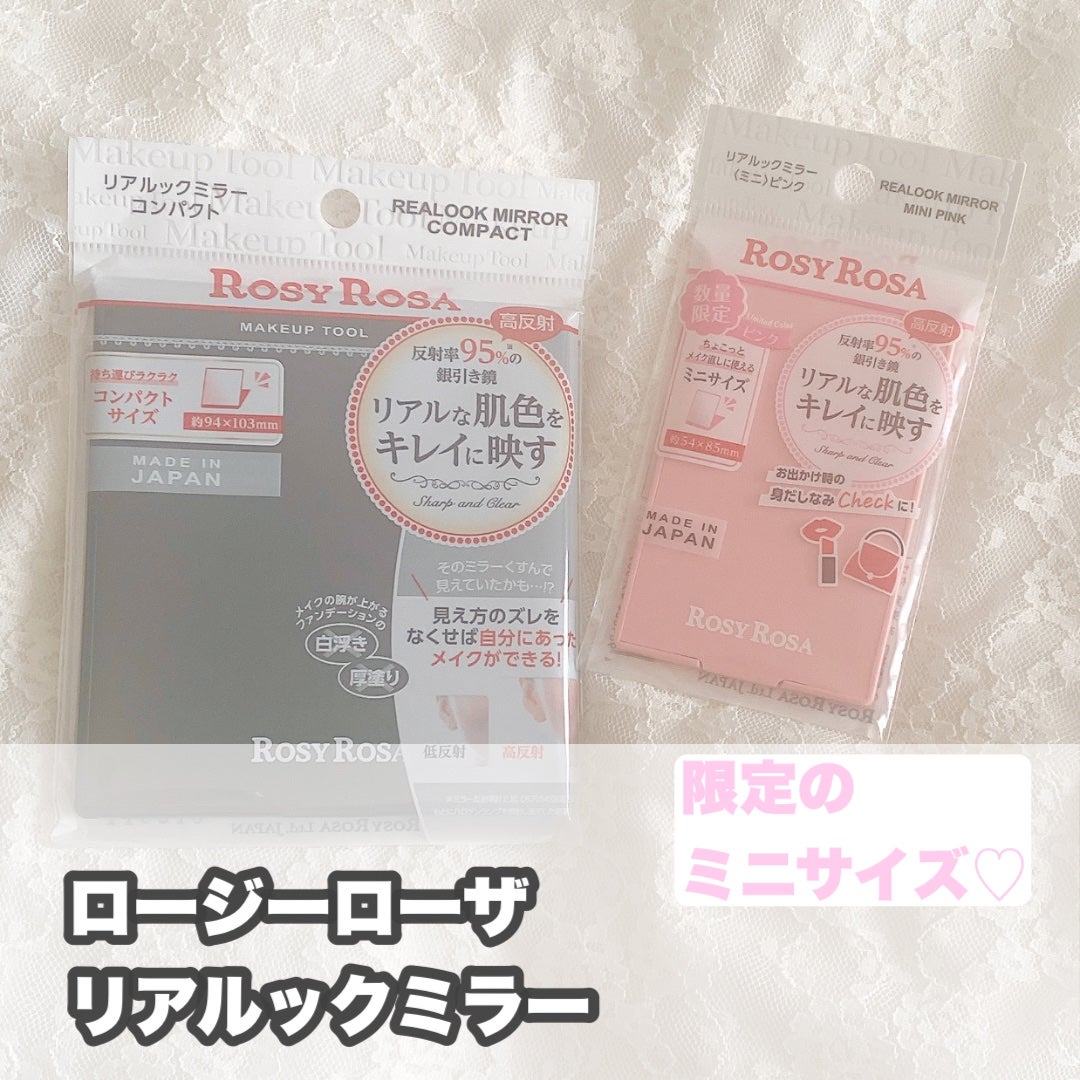 Makeup Tool Makeup Tool
リアルックミラー
コンパクト
REALOOK MIRROR
COMPACT
Makeup Tool
ROSY ROSA
MAKEUP TOOL
高反射
反射率95%の
銀引き鏡
リアルな肌色を
キレイに映す
Sharp and Clear
持ち運びラクラク
コンパクト
サイズ
約94×103mm
MADE IN
JAPAN
そのミラーくすんで
見えていたかも…!?
見え方のズレを
なくせば自分にあった
メイクができる!
メイクの腕が上がる
ファンデーションの
白浮き
厚塗り
低反射
高反射
ROSY ROSA
ROSY ROSA Ltd. JAPAN
リアルックミラー
〈ミニ〉ピンク
REALOOK MIRROR
MINI PINK
ROSY ROSA
数量
限定
Limited Color
ピンク
高反射
反射率95%の
銀引き鏡
リアルな肌色を
キレイに映す
Sharp and Clear
ちょこっと
メイク直しに使える
ミニサイズ
約54×85mm
お出かけ時の
身だしなみCheckに!
MADE IN
JAPAN
ROSY ROSA
ROSY ROSA Ltd. JAPAN
限定の
ミニサイズ♡
ロージーローザ
リアルックミラー